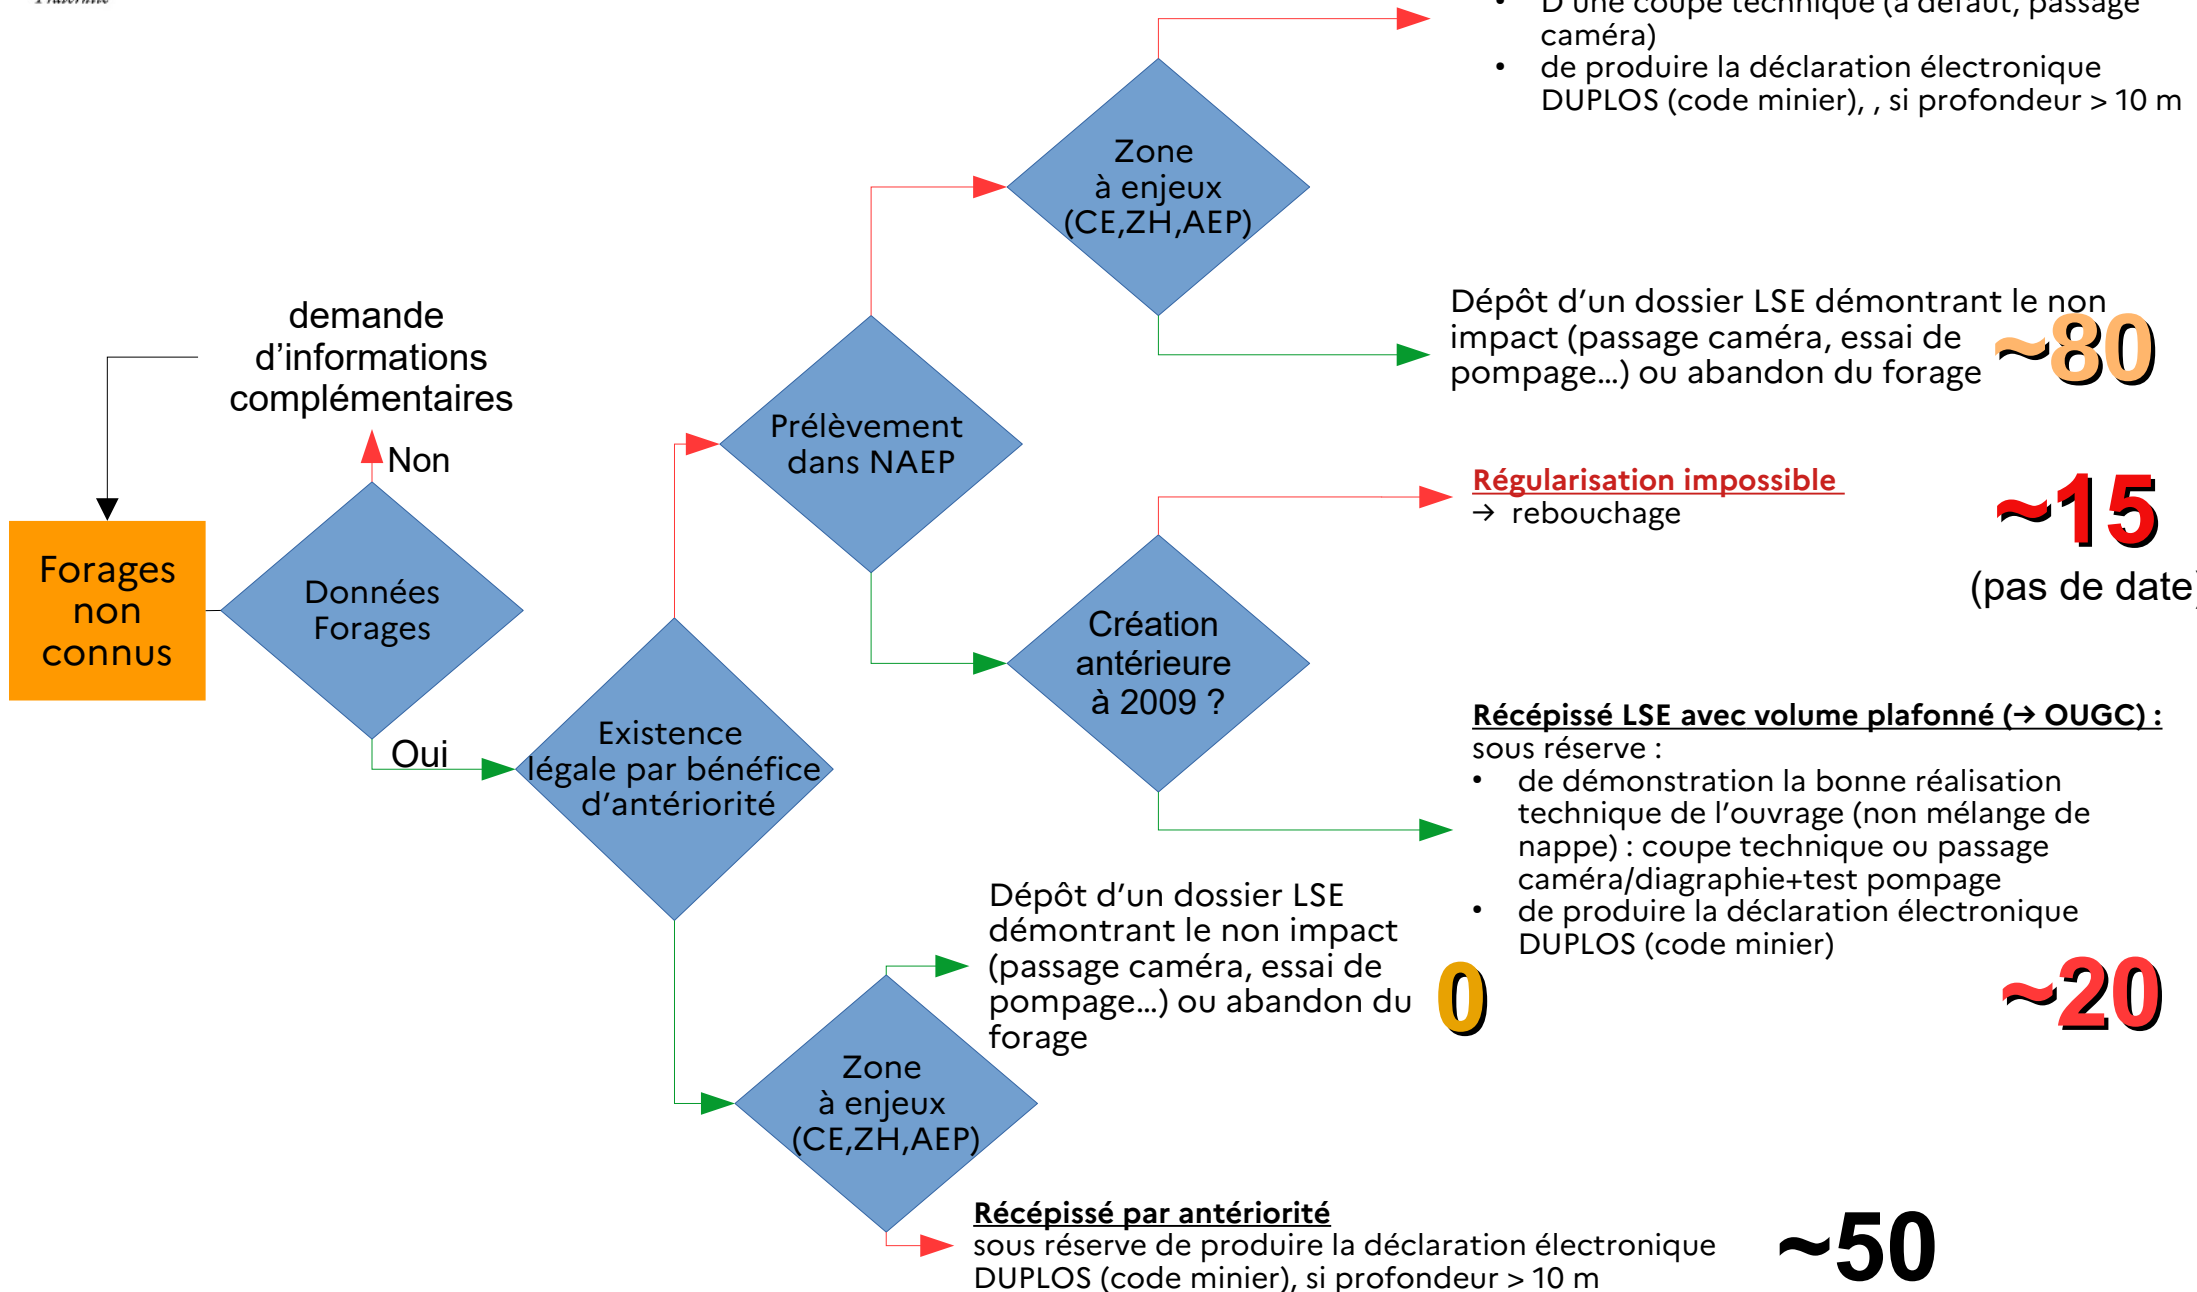 Fraternité
D'une coupe technique (à défaut, passage
caméra)
de produire la déclaration électronique
DUPLOS (code minier), , si profondeur > 10 m
Zone
à enjeux
(CE,ZH,AEP)
Dépôt d'un dossier LSE démontrant le non
impact (passage caméra, essai de
pompage…) ou abandon du forage
~80
demande
d'informations
complémentaires
Non
Prélèvement
dans NAEP
Régularisation impossible
→ rebouchage
~15
(pas de date)
Forages
non
connus
Données
Forages
Création
antérieure
à 2009 ?
Oui
Existence
légale par bénéfice
d'antériorité
Récépissé LSE avec volume plafonné (→ OUGC) :
sous réserve :
• de démonstration la bonne réalisation
technique de l'ouvrage (non mélange de
nappe) : coupe technique ou passage
caméra/diagraphie+test pompage
• de produire la déclaration électronique
DUPLOS (code minier)
~20
Dépôt d'un dossier LSE
démontrant le non impact
(passage caméra, essai de
pompage…) ou abandon du
forage
0
Zone
à enjeux
(CE,ZH,AEP)
Récépissé par antériorité
sous réserve de produire la déclaration électronique
DUPLOS (code minier), si profondeur > 10 m
~50